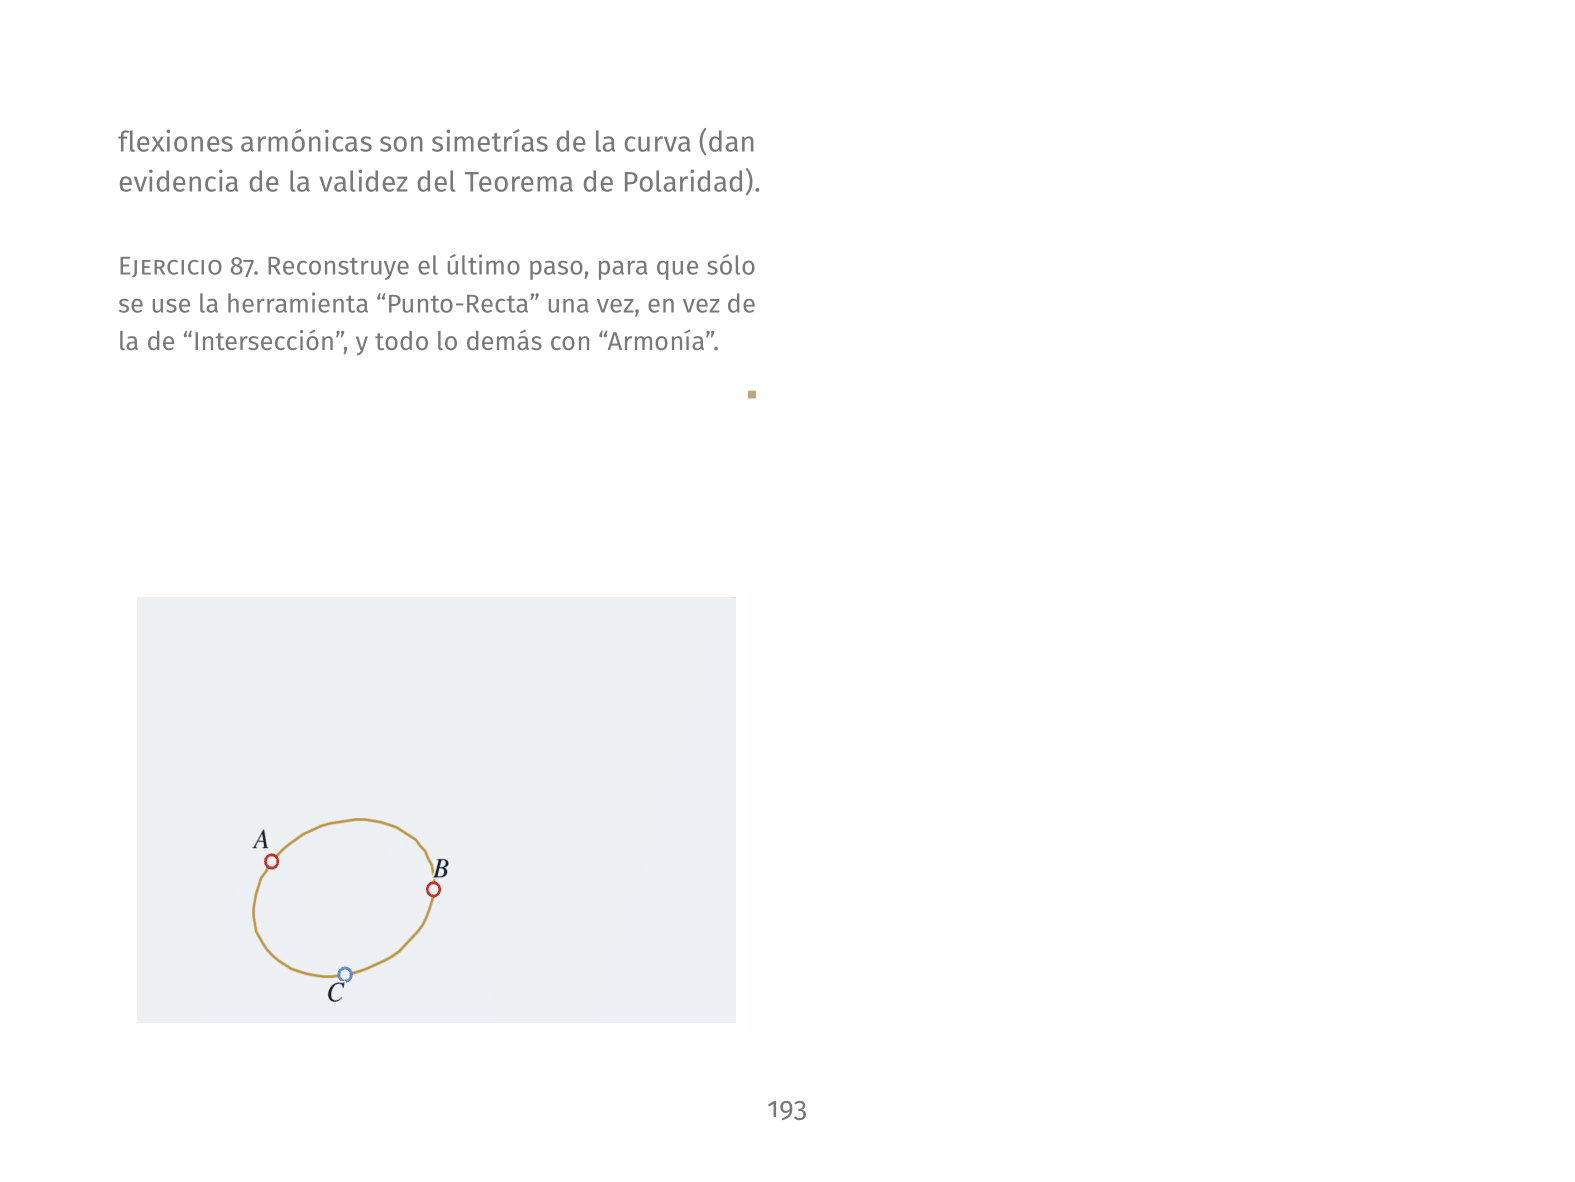 flexiones armónicas son simetrías de la curva (dan
evidencia de la validez del Teorema de Polaridad).
Ejercicio 87. Reconstruye el último paso, para que sólo
se use la herramienta “Punto-Recta” una vez, en vez de
la de “Intersección”, y todo lo demás con “Armonía”.
A
B
C
193